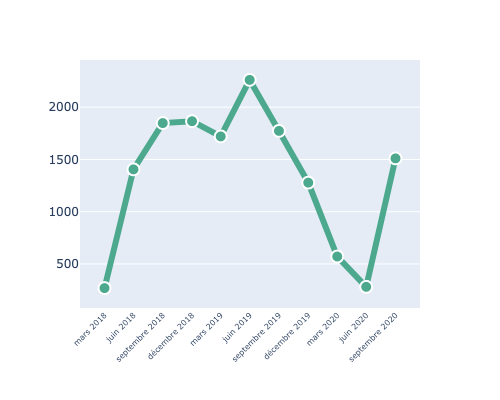 2000
1500
1000
500
mars 2018
juin 2018
septembre 2018
décembre 2018
mars 2019
juin 2019
septembre 2019
décembre 2019
mars 2020
juin 2020
septembre 2020